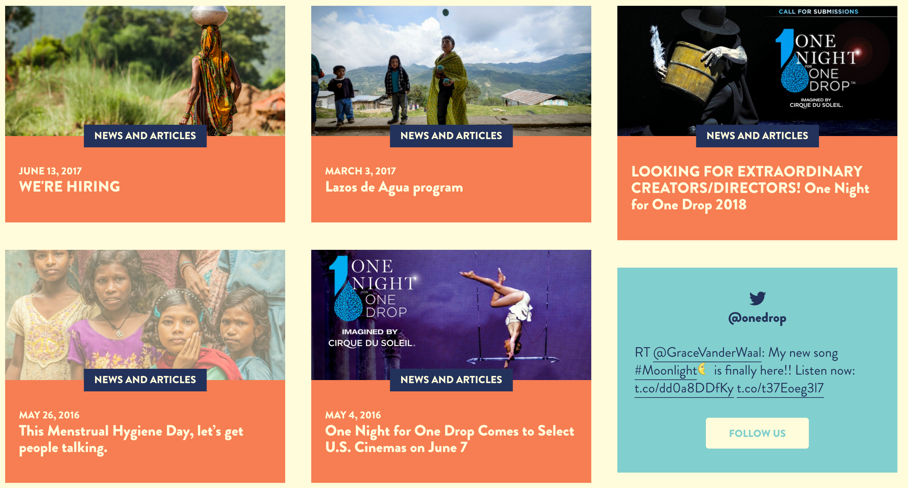 NEWS AND ARTICLES
JUNE 13, 2017
WE'RE HIRING
NEWS AND ARTICLES
MARCH 3, 2017
Lazos de Agua program
CALL FOR SUBMISSIONS
ONE
NIGHT
FOR
ONE
DROP™
IMAGINED BY
CIRQUE DU SOLEIL.
NEWS AND ARTICLES
LOOKING FOR EXTRAORDINARY
CREATORS/DIRECTORS! One Night
for One Drop 2018
NEWS AND ARTICLES
MAY 26, 2016
This Menstrual Hygiene Day, let's get
people talking.
ONE
NIGHT
FOR
ONE
DROP
IMAGINED BY
CIRQUE DU SOLEIL.
NEWS AND ARTICLES
MAY 4, 2016
One Night for One Drop Comes to Select
U.S. Cinemas on June 7
@onedrop
RT @GraceVanderWaal: My new song
#Moonlight🌜 is finally here!! Listen now:
t.co/dd0a8DDfKy t.co/t37Eoeg3l7
FOLLOW US